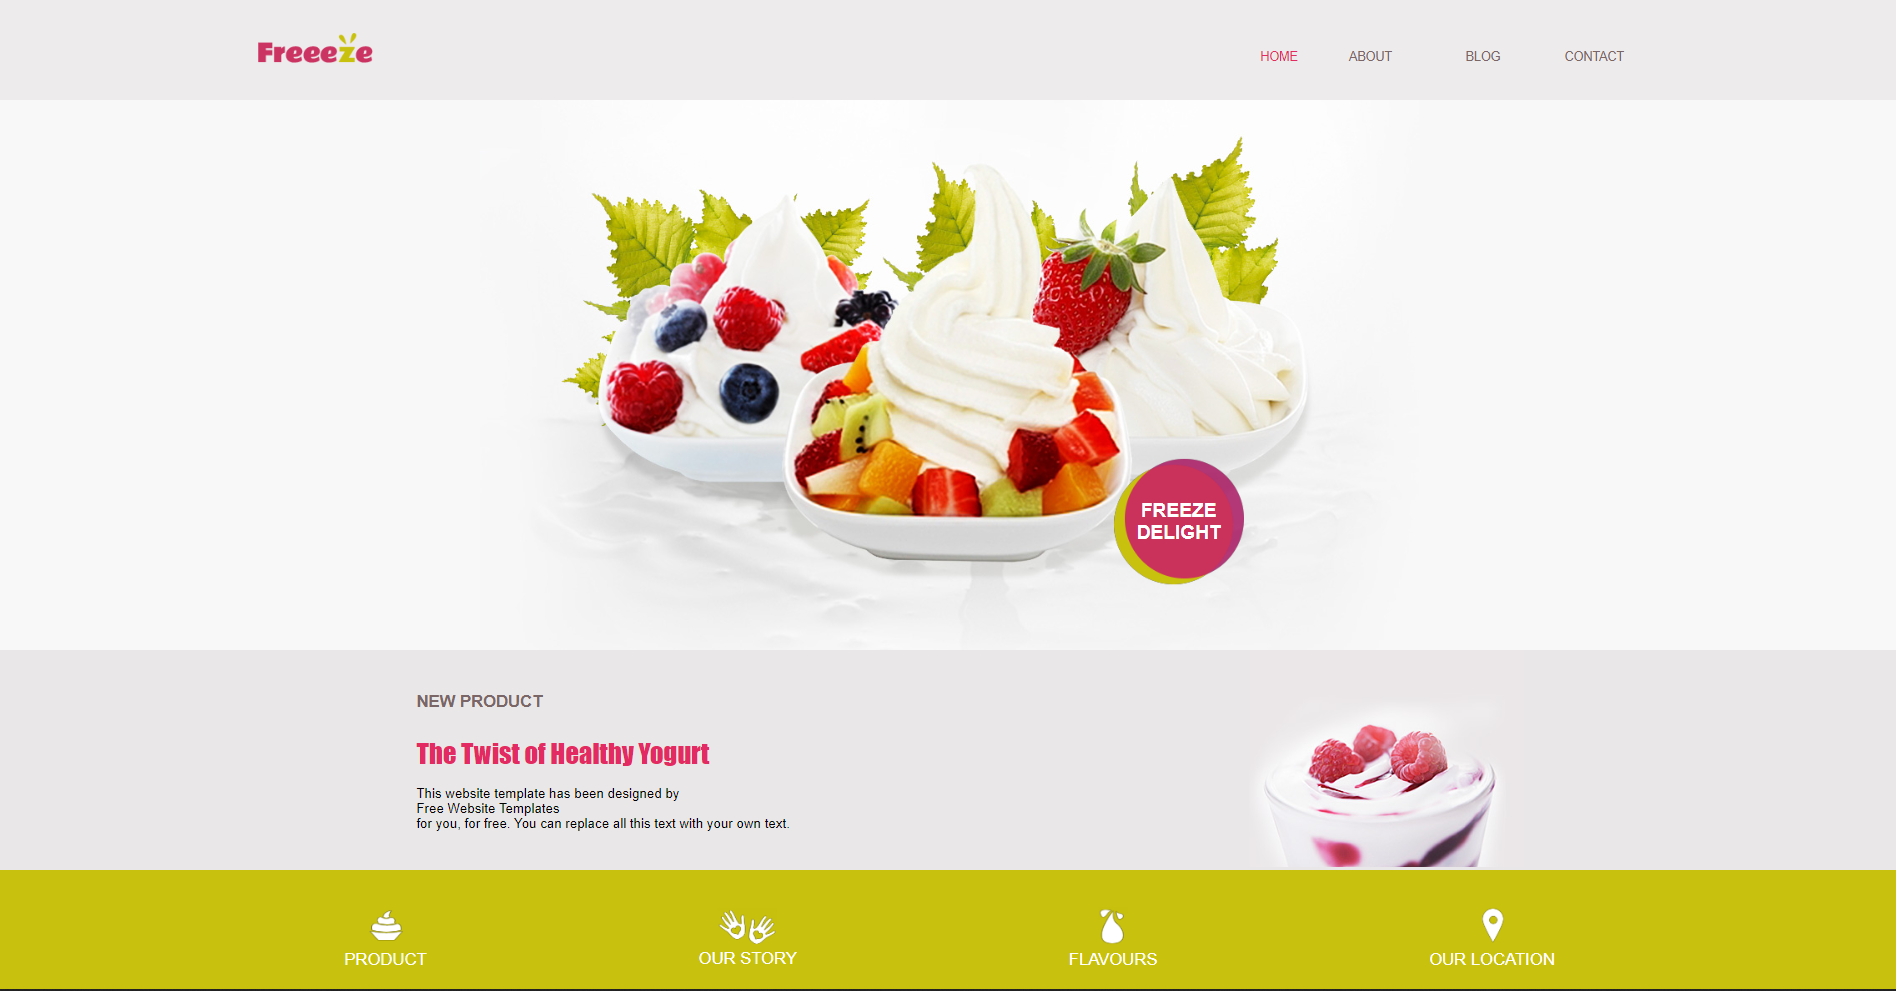 Freeeze
HOME ABOUT BLOG CONTACT
FREEZE
DELIGHT
NEW PRODUCT
The Twist of Healthy Yogurt
This website template has been designed by
Free Website Templates
for you, for free. You can replace all this text with your own text.
PRODUCT OUR STORY FLAVOURS OUR LOCATION